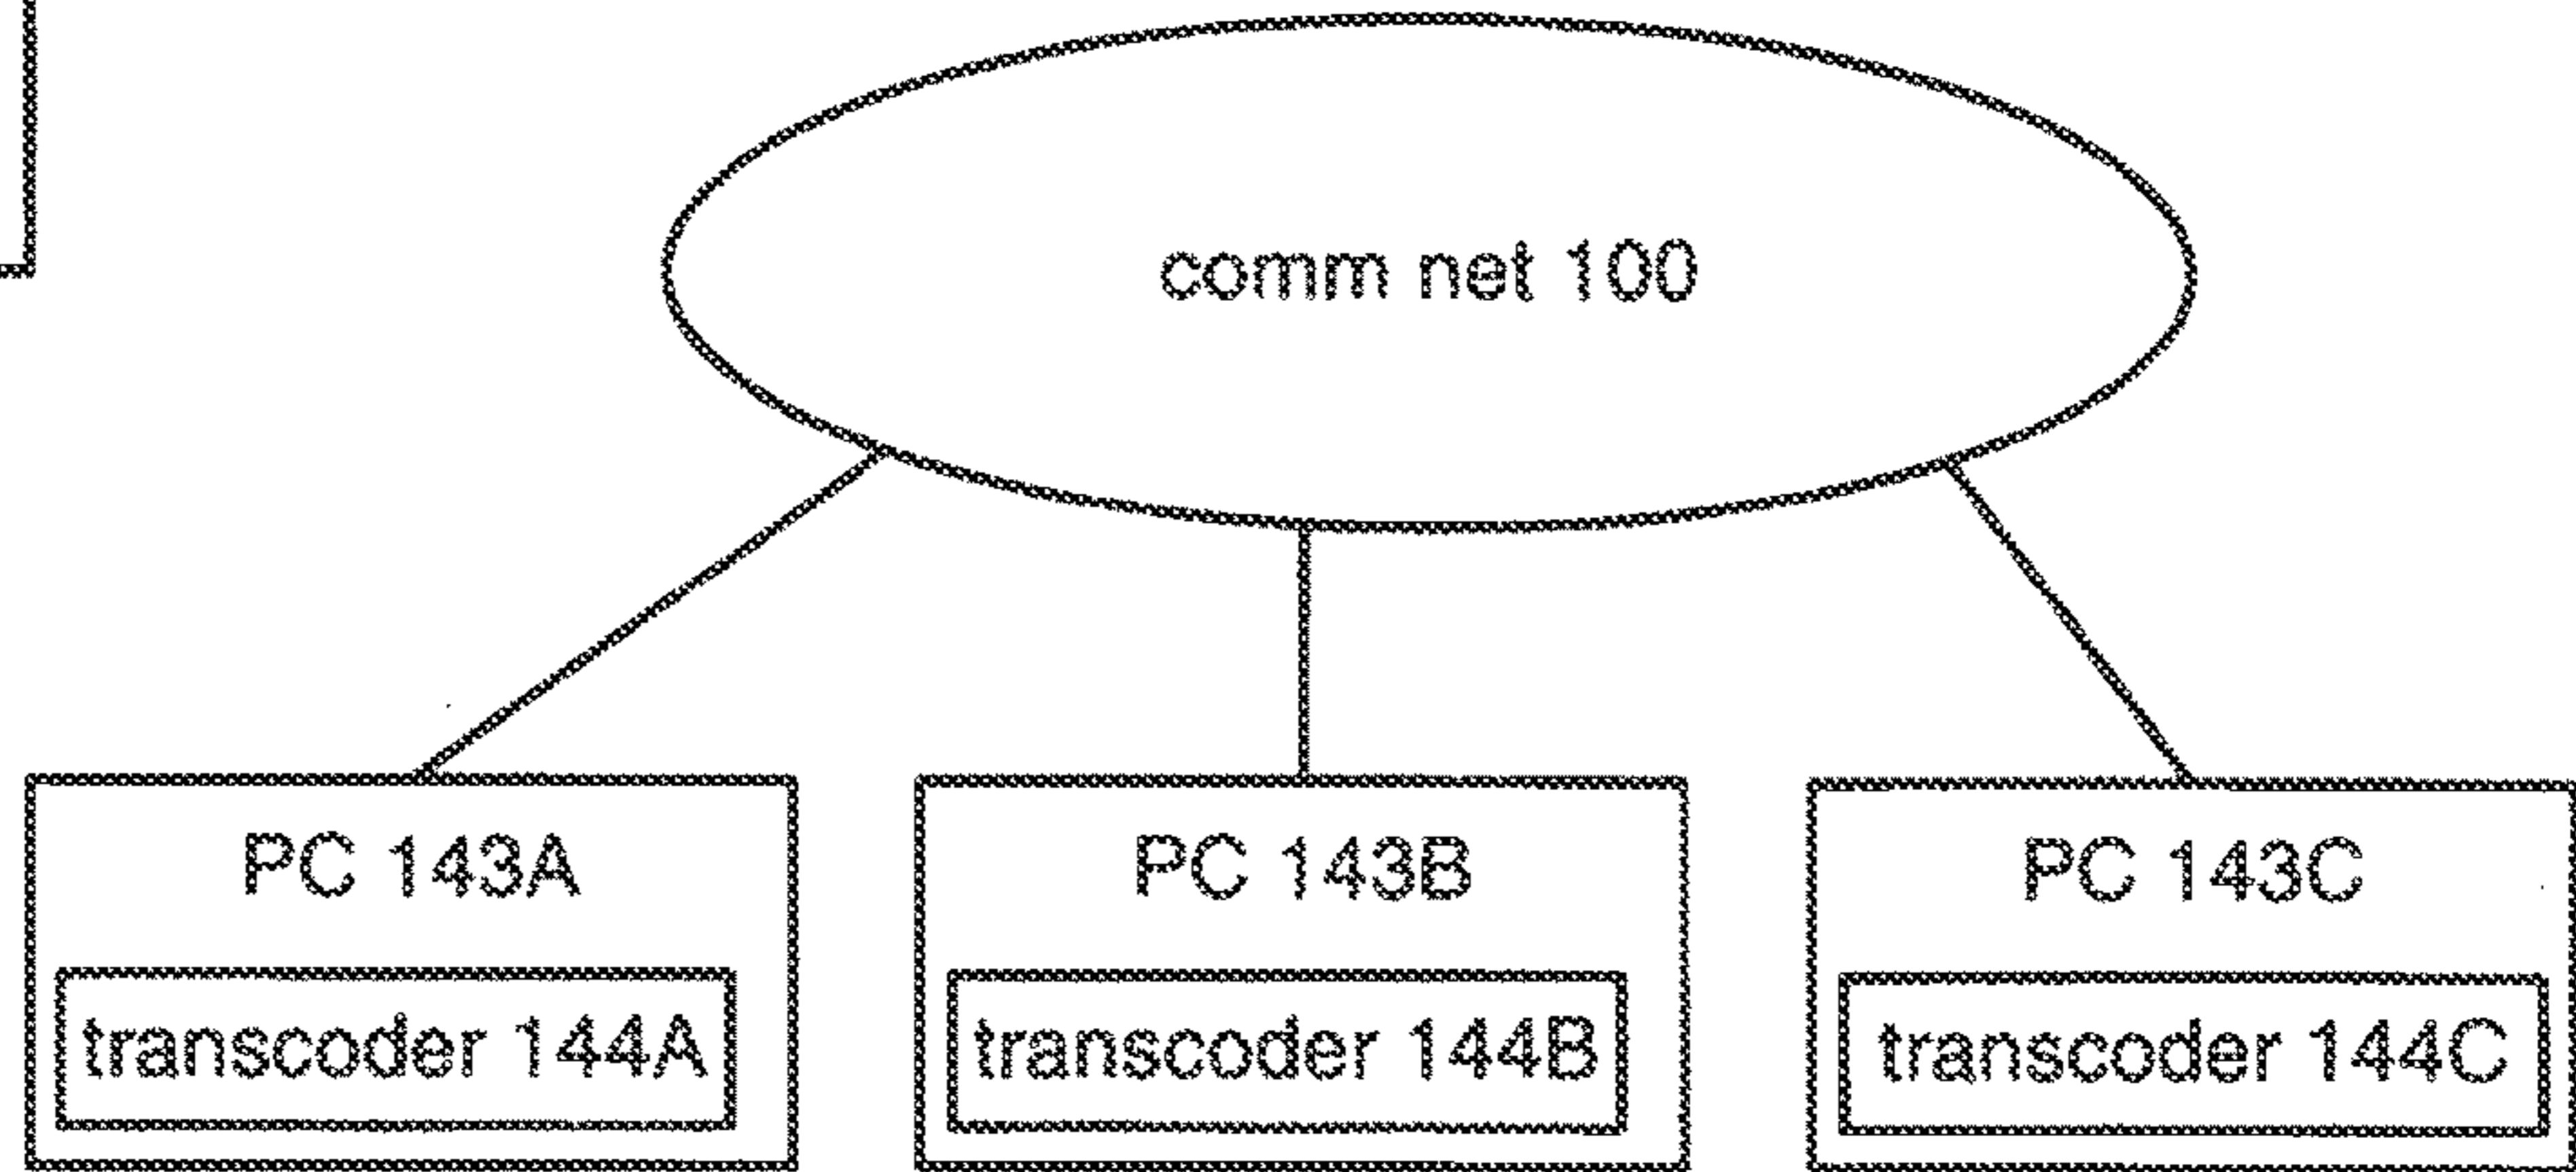 comm net 100
PC 143A
PC 143B
PC 143C
transcoder 144A
transcoder 144B
transcoder 144C